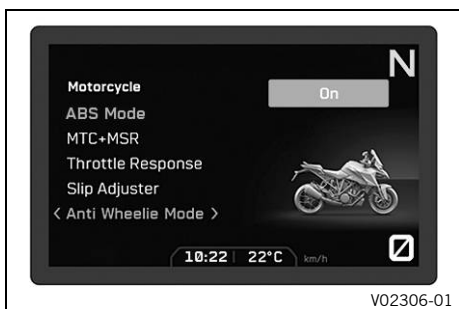 N
Motorcycle
On
ABS Mode
MTC+MSR
Throttle Response
Slip Adjuster
< Anti Wheelie Mode >
10:22 22°C km/h
0
V02306-01